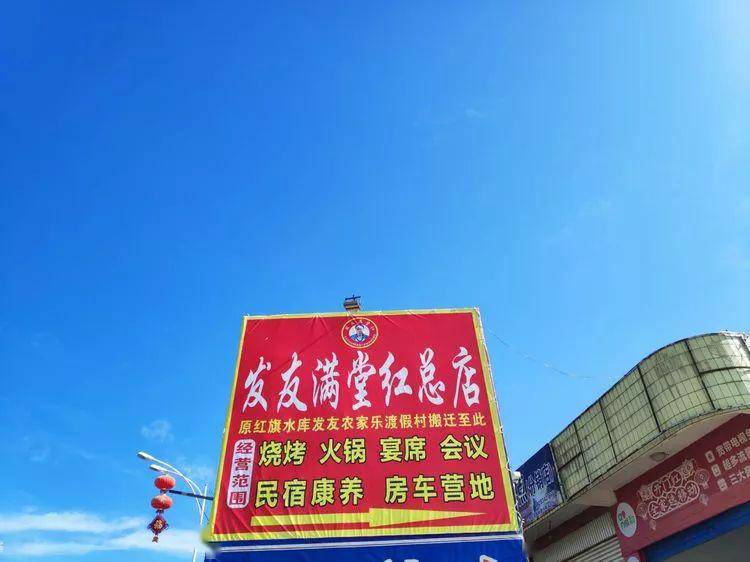 发友满堂红总店
原红旗水库发友农家乐渡假村搬迁至此
经营范围
烧烤 火锅 宴席 会议
民宿康养 房车营地